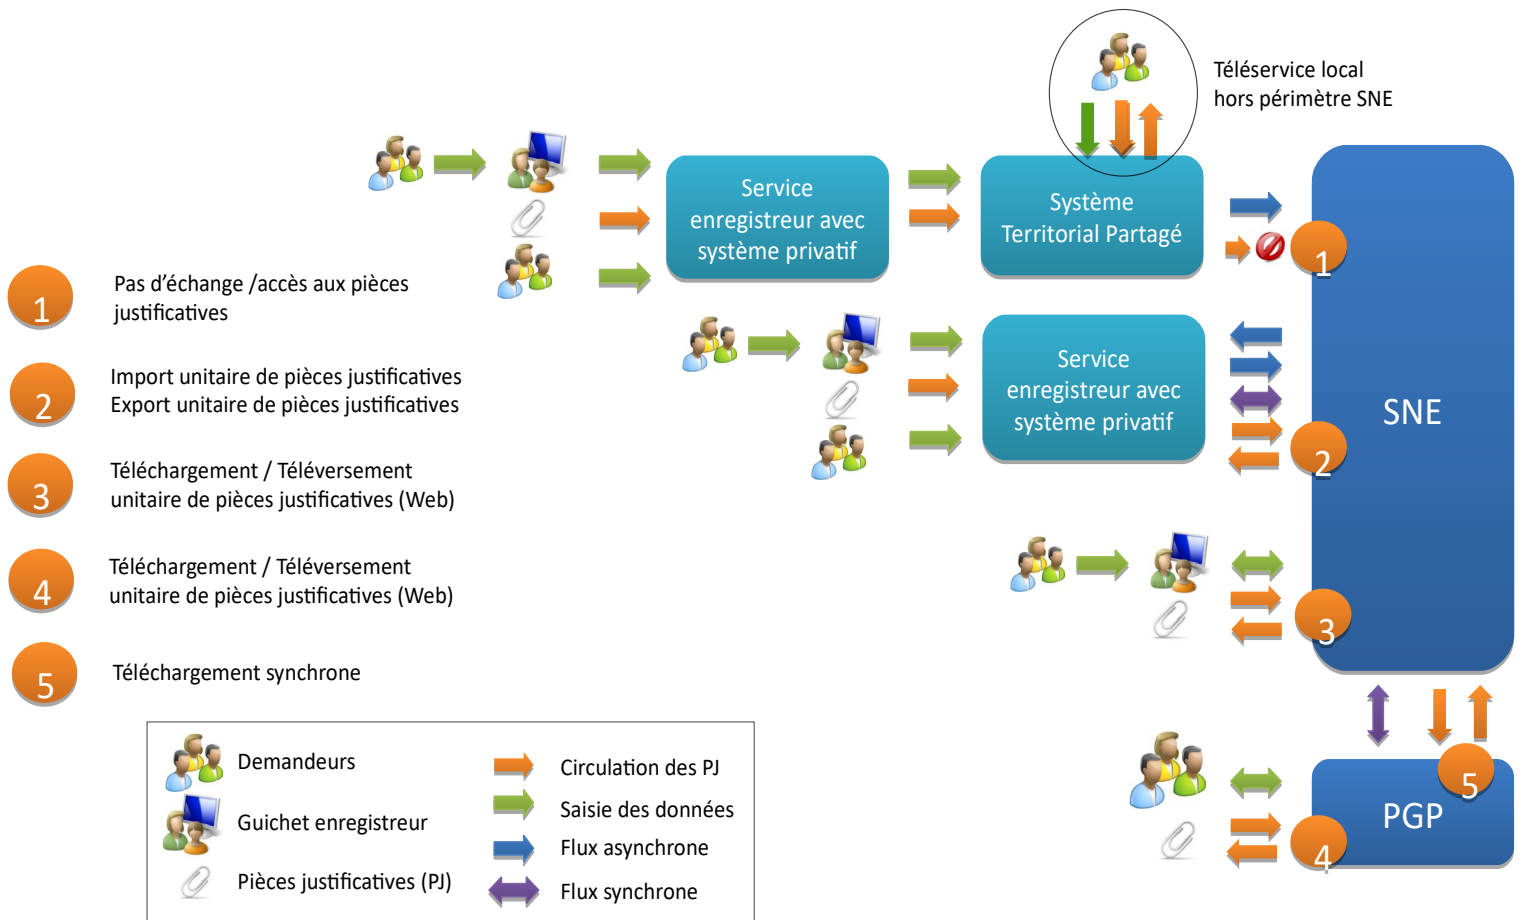 Téléservice local
hors périmètre SNE
Service
enregistreur avec
système privatif
Système
Territorial Partagé
1
1
Pas d’échange /accès aux pièces
justificatives
2
Import unitaire de pièces justificatives
Export unitaire de pièces justificatives
Service
enregistreur avec
système privatif
SNE
2
3
Téléchargement / Téléversement
unitaire de pièces justificatives (Web)
4
Téléchargement / Téléversement
unitaire de pièces justificatives (Web)
3
5
Téléchargement synchrone
Demandeurs
Guichet enregistreur
Pièces justificatives (PJ)
Circulation des PJ
Saisie des données
Flux asynchrone
Flux synchrone
5
PGP
4